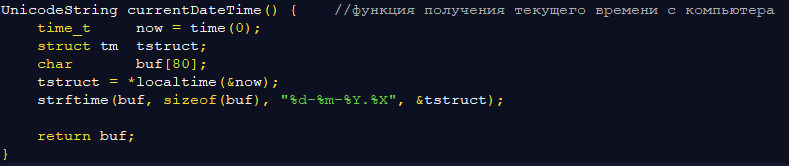 UnicodeString currentDateTime() {    //функция получения текущего времени с компьютера
    time_t     now = time(0);
    struct tm  tstruct;
    char       buf[80];
    tstruct = *localtime(&now);
    strftime(buf, sizeof(buf), "%d-%m-%Y.%X", &tstruct);

    return buf;
}